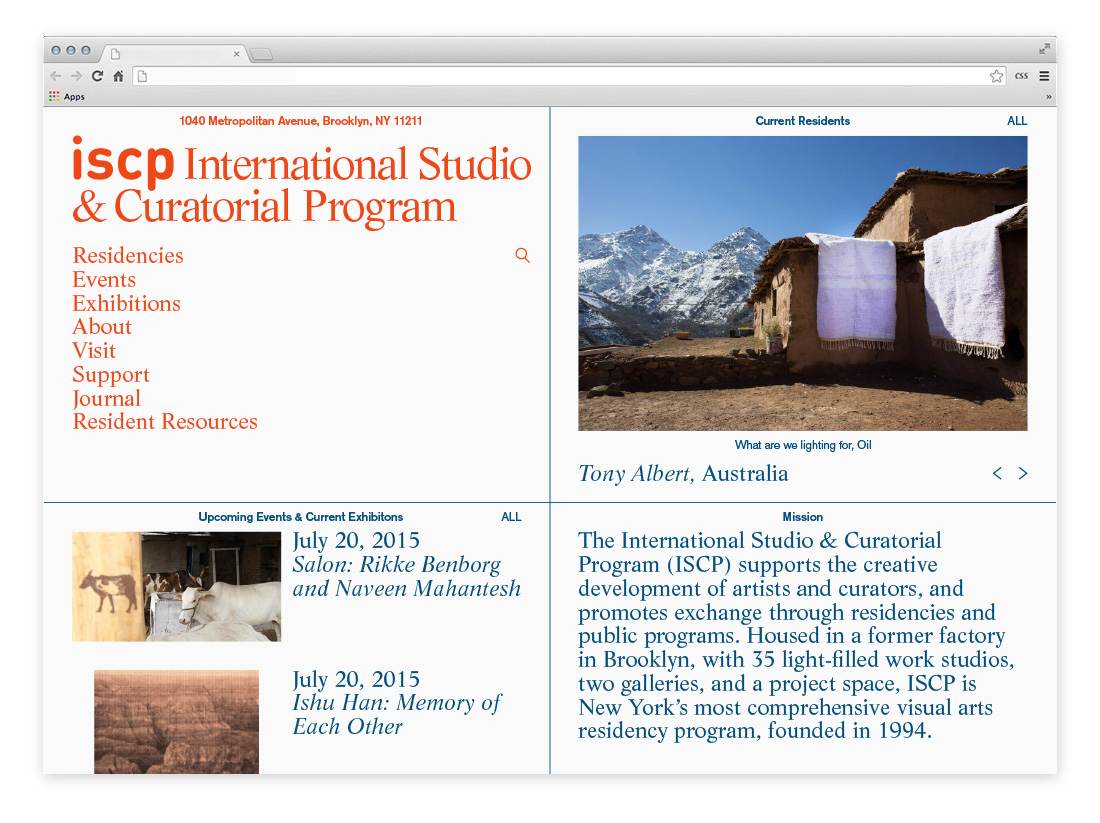 css
Apps
»
1040 Metropolitan Avenue, Brooklyn, NY 11211
iscp International Studio
& Curatorial Program
Residencies
Events
Exhibitions
About
Visit
Support
Journal
Resident Resources
Current Residents ALL
What are we lighting for, Oil
Tony Albert, Australia
< >
Upcoming Events & Current Exhibitons ALL
July 20, 2015
Salon: Rikke Benborg
and Naveen Mahantesh
July 20, 2015
Ishu Han: Memory of
Each Other
Mission
The International Studio & Curatorial
Program (ISCP) supports the creative
development of artists and curators, and
promotes exchange through residencies and
public programs. Housed in a former factory
in Brooklyn, with 35 light-filled work studios,
two galleries, and a project space, ISCP is
New York’s most comprehensive visual arts
residency program, founded in 1994.